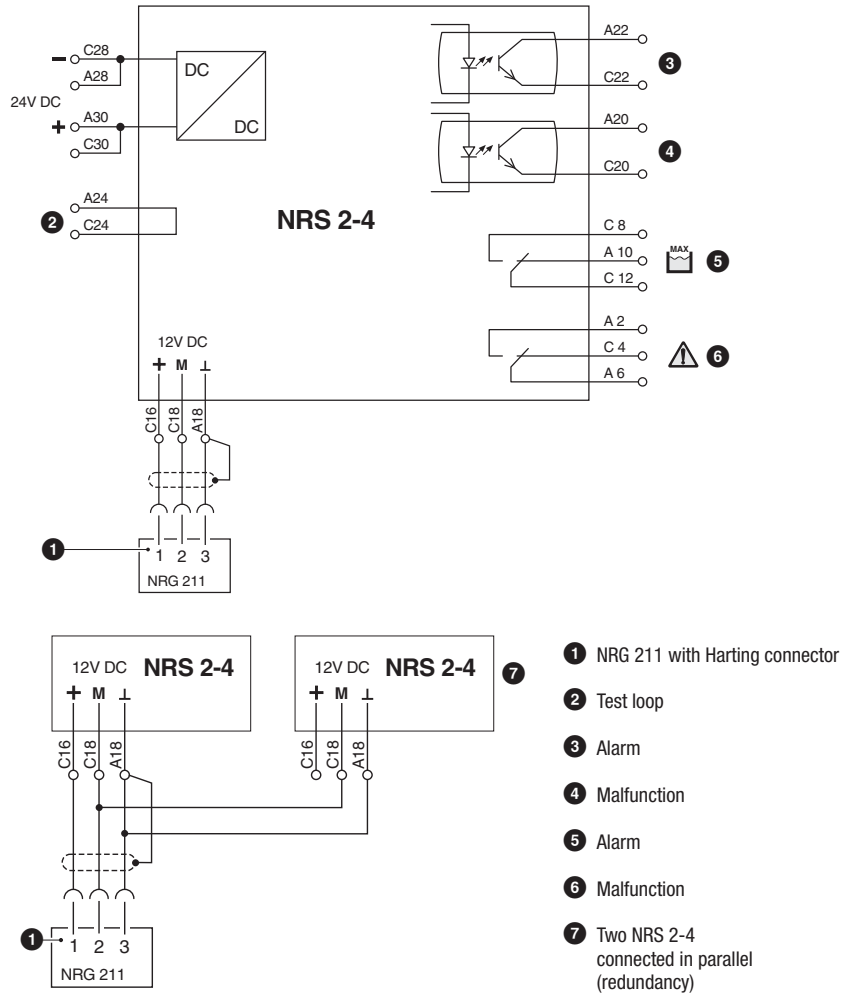 C28
A28
24V DC
A30
C30
DC
DC
A24
2 C24
NRS 2-4
A22
3
C22
A20
4
C20
C 8
A 10 MAX 5
C 12
A 2
C 4 6
A 6
12V DC
+ M ⊥
C16 C18 A18
1
1 2 3
NRG 211
12V DC NRS 2-4
+ M ⊥
C16 C18 A18
12V DC NRS 2-4 7
+ M ⊥
C16 C18 A18
1
1 2 3
NRG 211
1 NRG 211 with Harting connector
2 Test loop
3 Alarm
4 Malfunction
5 Alarm
6 Malfunction
7 Two NRS 2-4
connected in parallel
(redundancy)